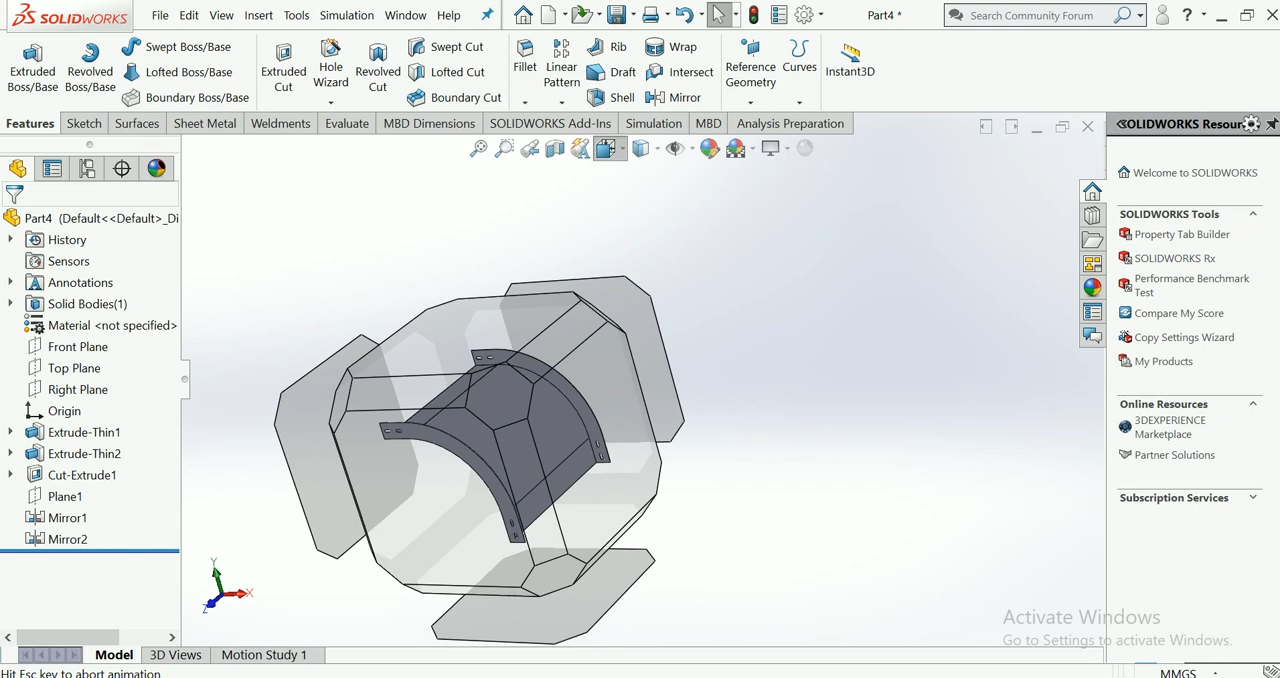 SOLIDWORKS File Edit View Insert Tools Simulation Window Help Part4 * Search Community Forum ?
Extruded Boss/Base
Revolved Boss/Base
Swept Boss/Base
Lofted Boss/Base
Boundary Boss/Base
Extruded Cut
Hole Wizard
Revolved Cut
Swept Cut
Lofted Cut
Boundary Cut
Fillet
Linear Pattern
Rib
Draft
Shell
Wrap
Intersect
Mirror
Reference Geometry
Curves
Instant3D
Features Sketch Surfaces Sheet Metal Weldments Evaluate MBD Dimensions SOLIDWORKS Add-Ins Simulation MBD Analysis Preparation
Part4 (Default<<Default>_Di
History
Sensors
Annotations
Solid Bodies(1)
Material <not specified>
Front Plane
Top Plane
Right Plane
Origin
Extrude-Thin1
Extrude-Thin2
Cut-Extrude1
Plane1
Mirror1
Mirror2
Y
X
Z
SOLIDWORKS Resour
Welcome to SOLIDWORKS
SOLIDWORKS Tools
Property Tab Builder
SOLIDWORKS Rx
Performance Benchmark
Test
Compare My Score
Copy Settings Wizard
My Products
Online Resources
3DEXPERIENCE
Marketplace
Partner Solutions
Subscription Services
Activate Windows
Go to Settings to activate Windows.
Model 3D Views Motion Study 1
Hit Esc key to abort animation MMGS